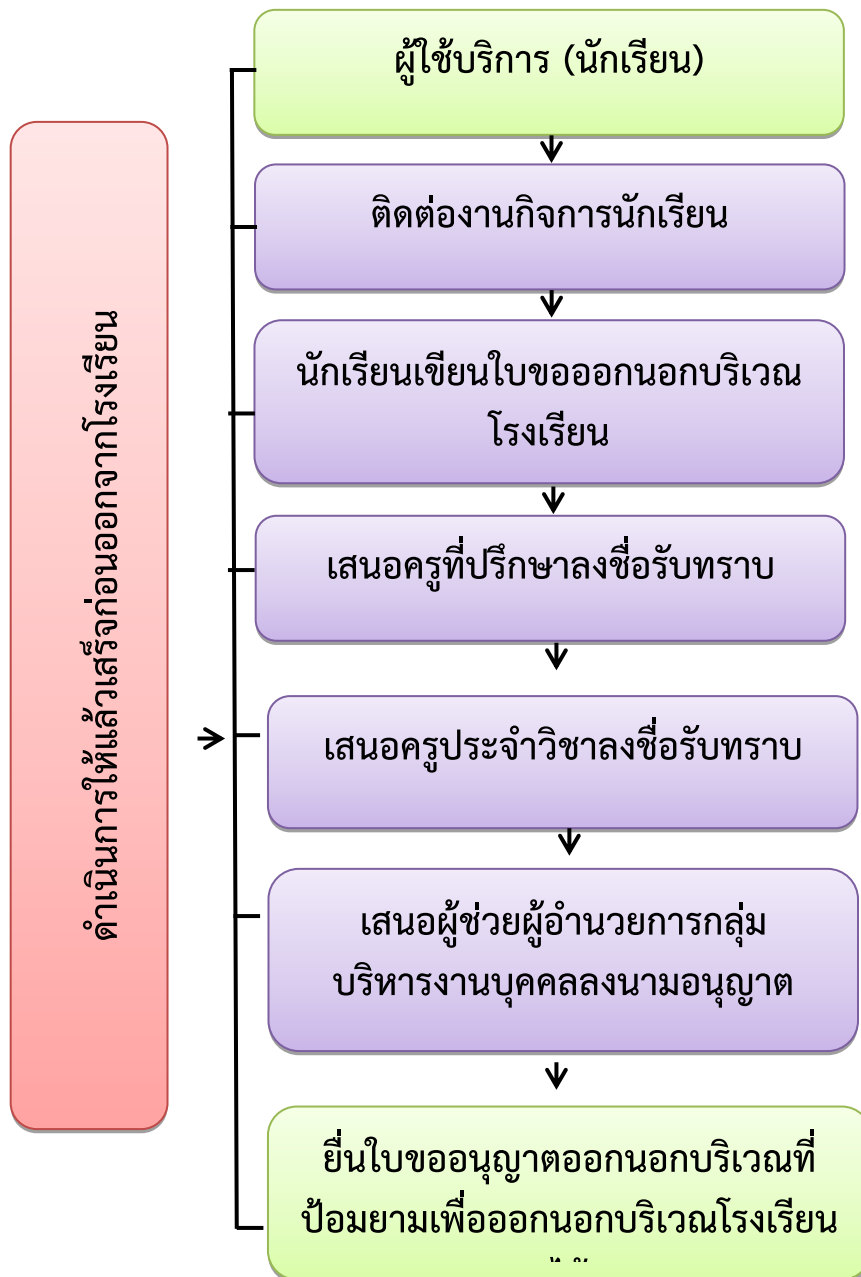 ผู้ใช้บริการ (นักเรียน)
ติดต่องานกิจการนักเรียน
นักเรียนเขียนใบขอออกนอกบริเวณ
โรงเรียน
เสนอครูที่ปรึกษาลงชื่อรับทราบ
เสนอครูประจำวิชาลงชื่อรับทราบ
เสนอผู้ช่วยผู้อำนวยการกลุ่ม
บริหารงานบุคคลลงนามอนุญาต
ยื่นใบขออนุญาตออกนอกบริเวณที่
ป้อมยามเพื่อออกนอกบริเวณโรงเรียน
ดำเนินการให้แล้วเสร็จก่อนออกจากโรงเรียน